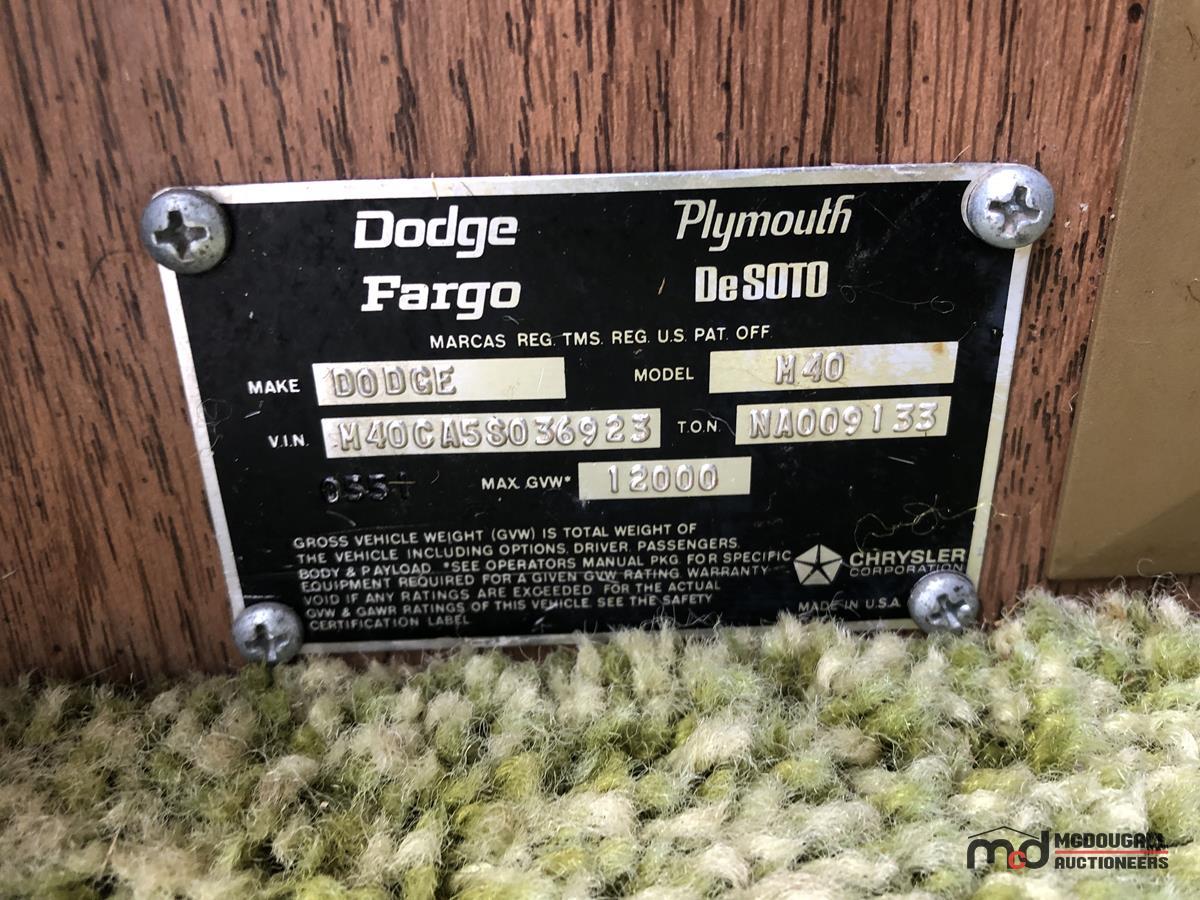 Dodge Plymouth
Fargo DeSOTO
MARCAS REG. TMS. REG. U.S. PAT. OFF.
MAKE DODGE MODEL M40
V.I.N. M40CA5S036923 T.O.N. NA009133
MAX. GVW* 12000
GROSS VEHICLE WEIGHT (GVW) IS TOTAL WEIGHT OF
THE VEHICLE INCLUDING OPTIONS, DRIVER, PASSENGERS,
BODY & PAYLOAD. *SEE OPERATORS MANUAL PKG. FOR SPECIFIC
EQUIPMENT REQUIRED FOR A GIVEN GVW RATING. WARRANTY
VOID IF ANY RATINGS ARE EXCEEDED. FOR THE ACTUAL
GVW & GAWR RATINGS OF THIS VEHICLE, SEE THE SAFETY
CERTIFICATION LABEL.
CHRYSLER
CORPORATION
MADE IN U.S.A.
mcd MCDOUGALL
AUCTIONEERS